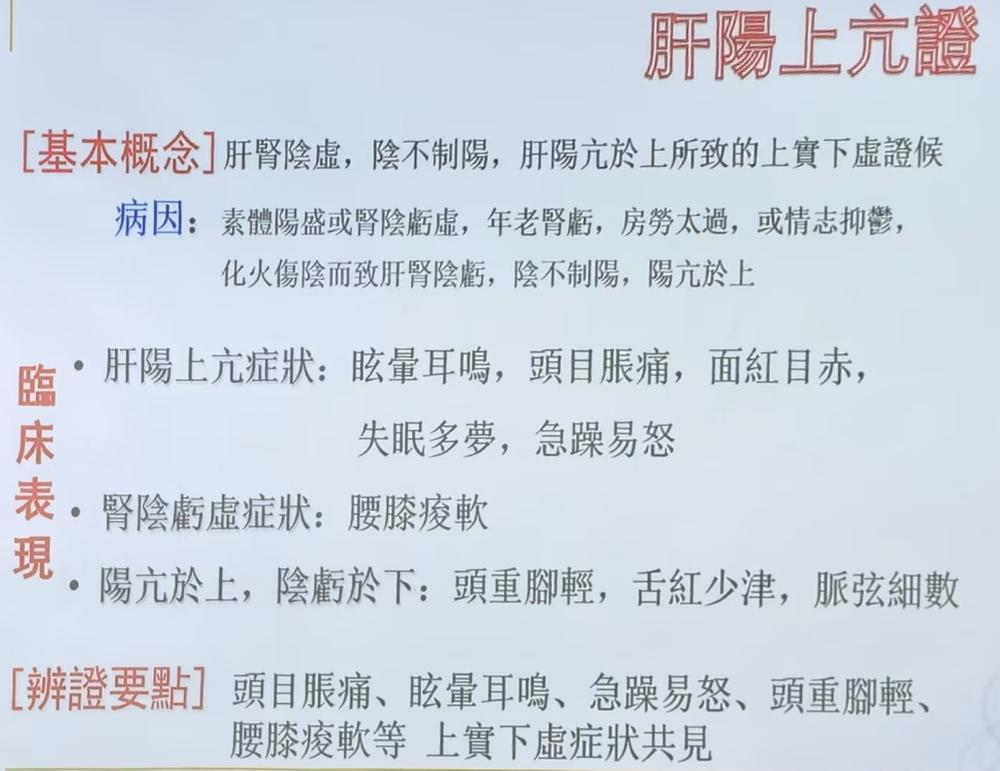 肝陽上亢證
[基本概念] 肝腎陰虛，陰不制陽，肝陽亢於上所致的上實下虛證候
病因：素體陽盛或腎陰虧虛，年老腎虧，房勞太過，或情志抑鬱，
化火傷陰而致肝腎陰虧，陰不制陽，陽亢於上
臨床表現
• 肝陽上亢症狀：眩暈耳鳴，頭目脹痛，面紅目赤，
失眠多夢，急躁易怒
• 腎陰虧虛症狀：腰膝痠軟
• 陽亢於上，陰虧於下：頭重腳輕，舌紅少津，脈弦細數
[辨證要點] 頭目脹痛、眩暈耳鳴、急躁易怒、頭重腳輕、
腰膝痠軟等 上實下虛症狀共見